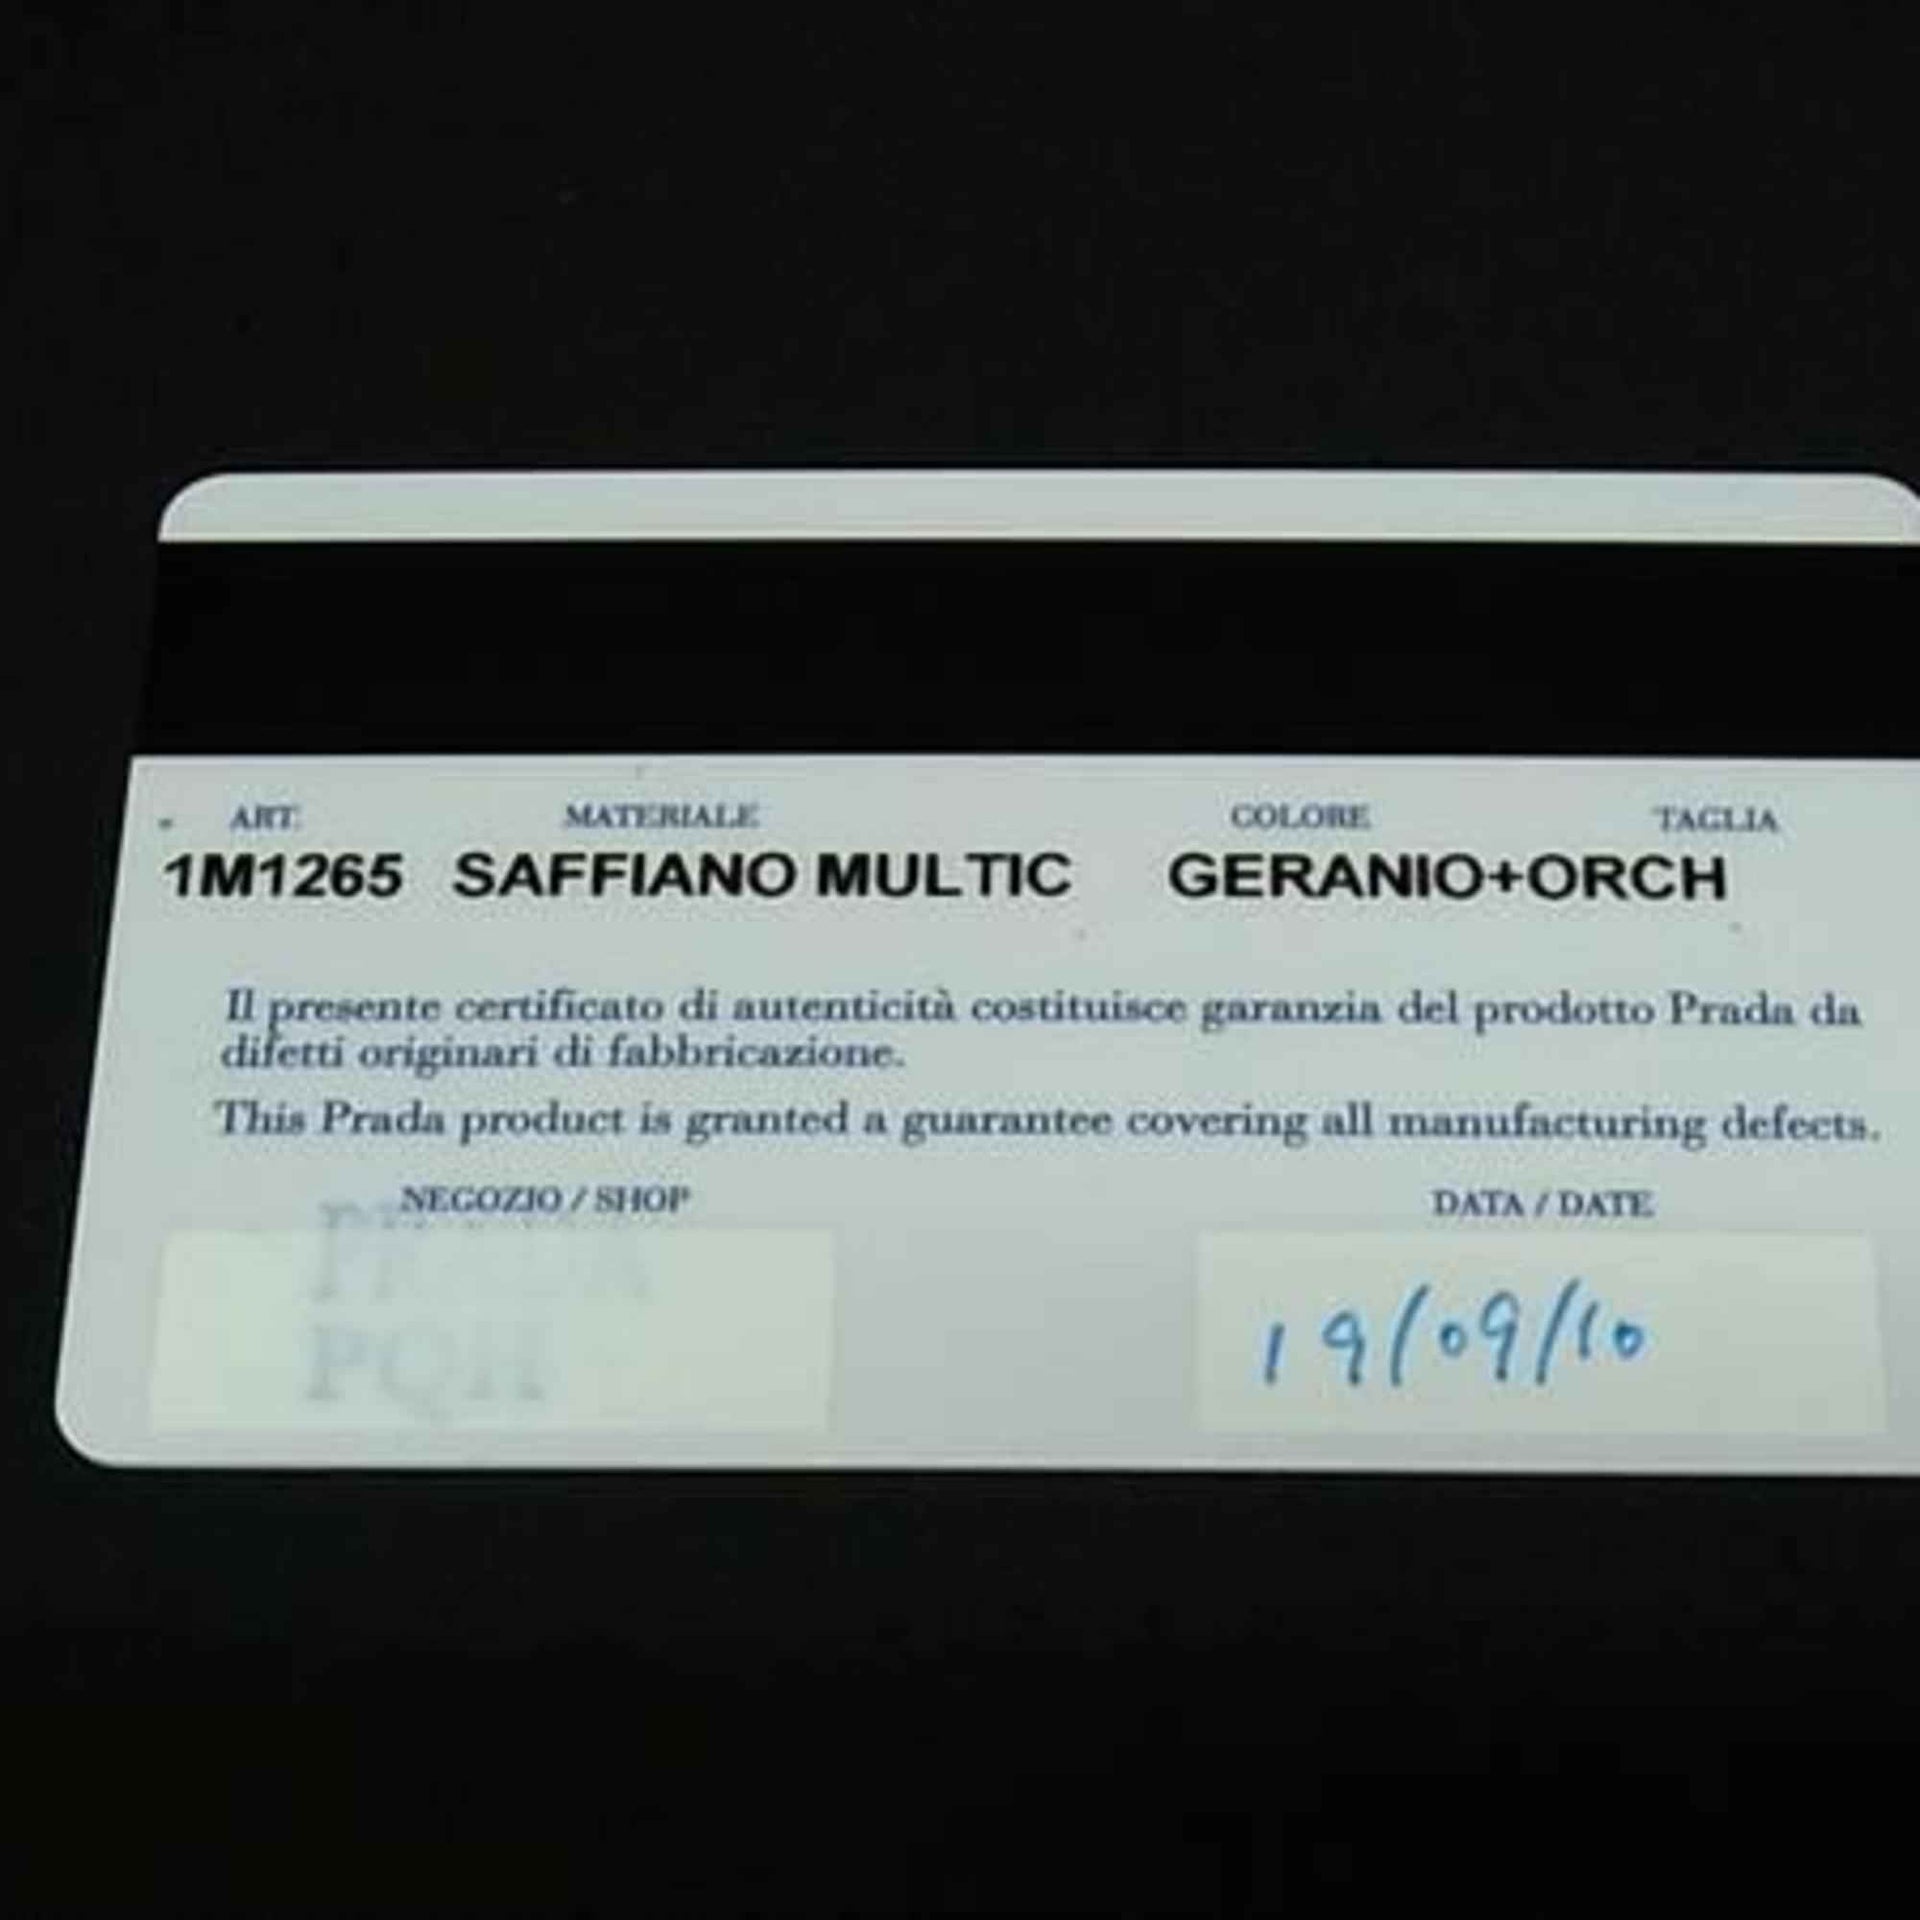 ART. MATERIALE COLORE TAGLIA
1M1265 SAFFIANO MULTIC GERANIO+ORCH
Il presente certificato di autenticità costituisce garanzia del prodotto Prada da
difetti originari di fabbricazione.
This Prada product is granted a guarantee covering all manufacturing defects.
NEGOZIO / SHOP DATA / DATE
PRADA
PQH 19/09/10